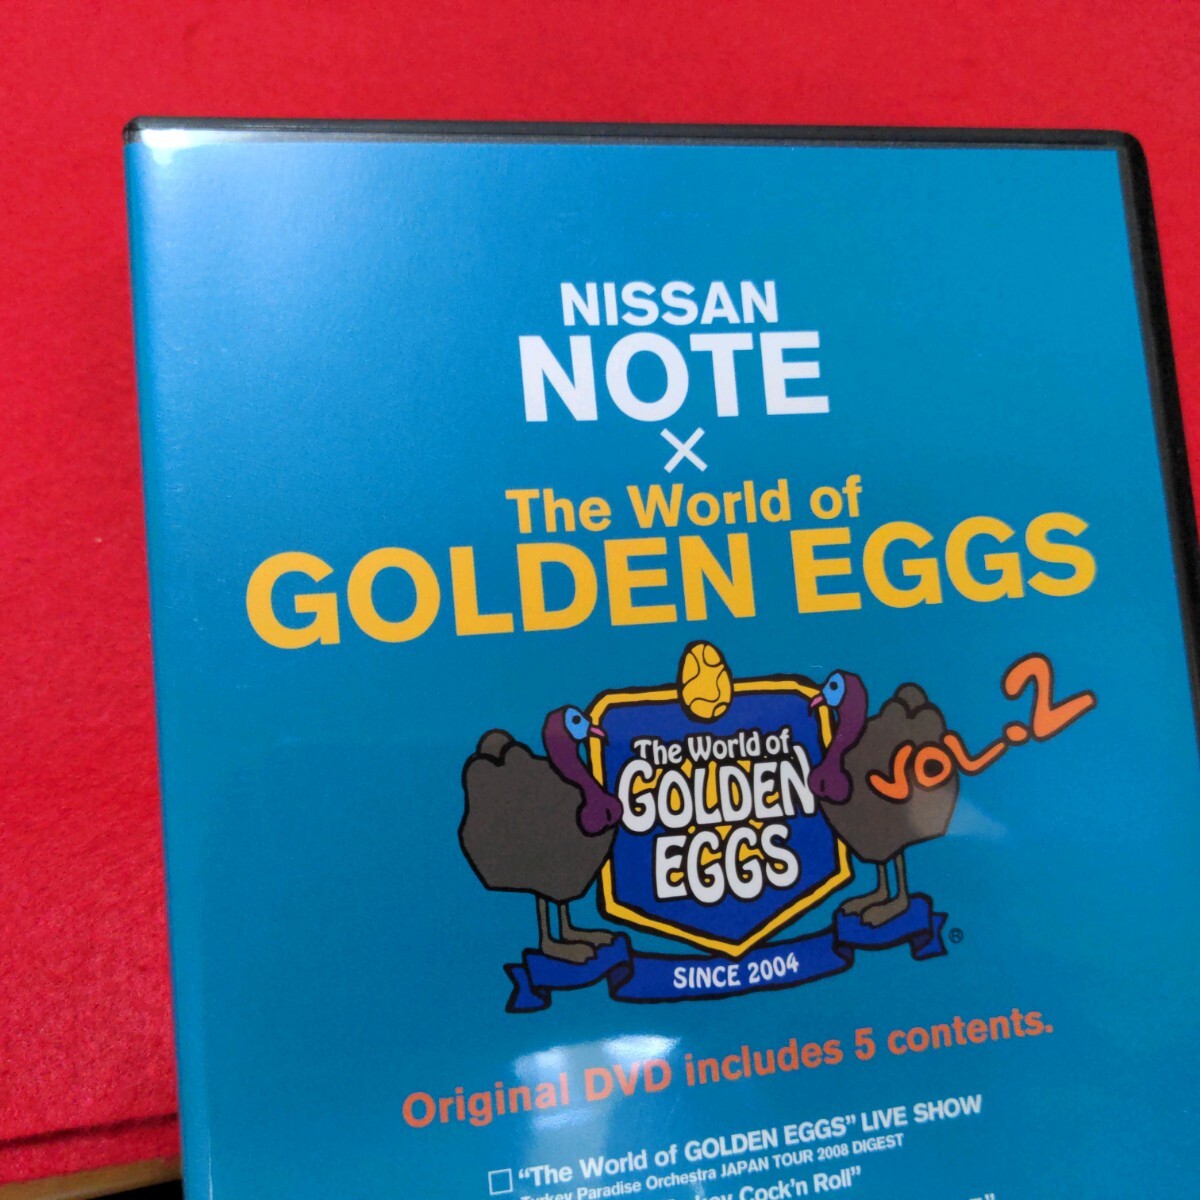 NISSAN
NOTE
×
The World of
GOLDEN EGGS
VOL.2
The World of
GOLDEN
EGGS
®
SINCE 2004
Original DVD includes 5 contents.
"The World of GOLDEN EGGS" LIVE SHOW
Turkey Paradise Orchestra JAPAN TOUR 2008 DIGEST
Cock'n Roll"